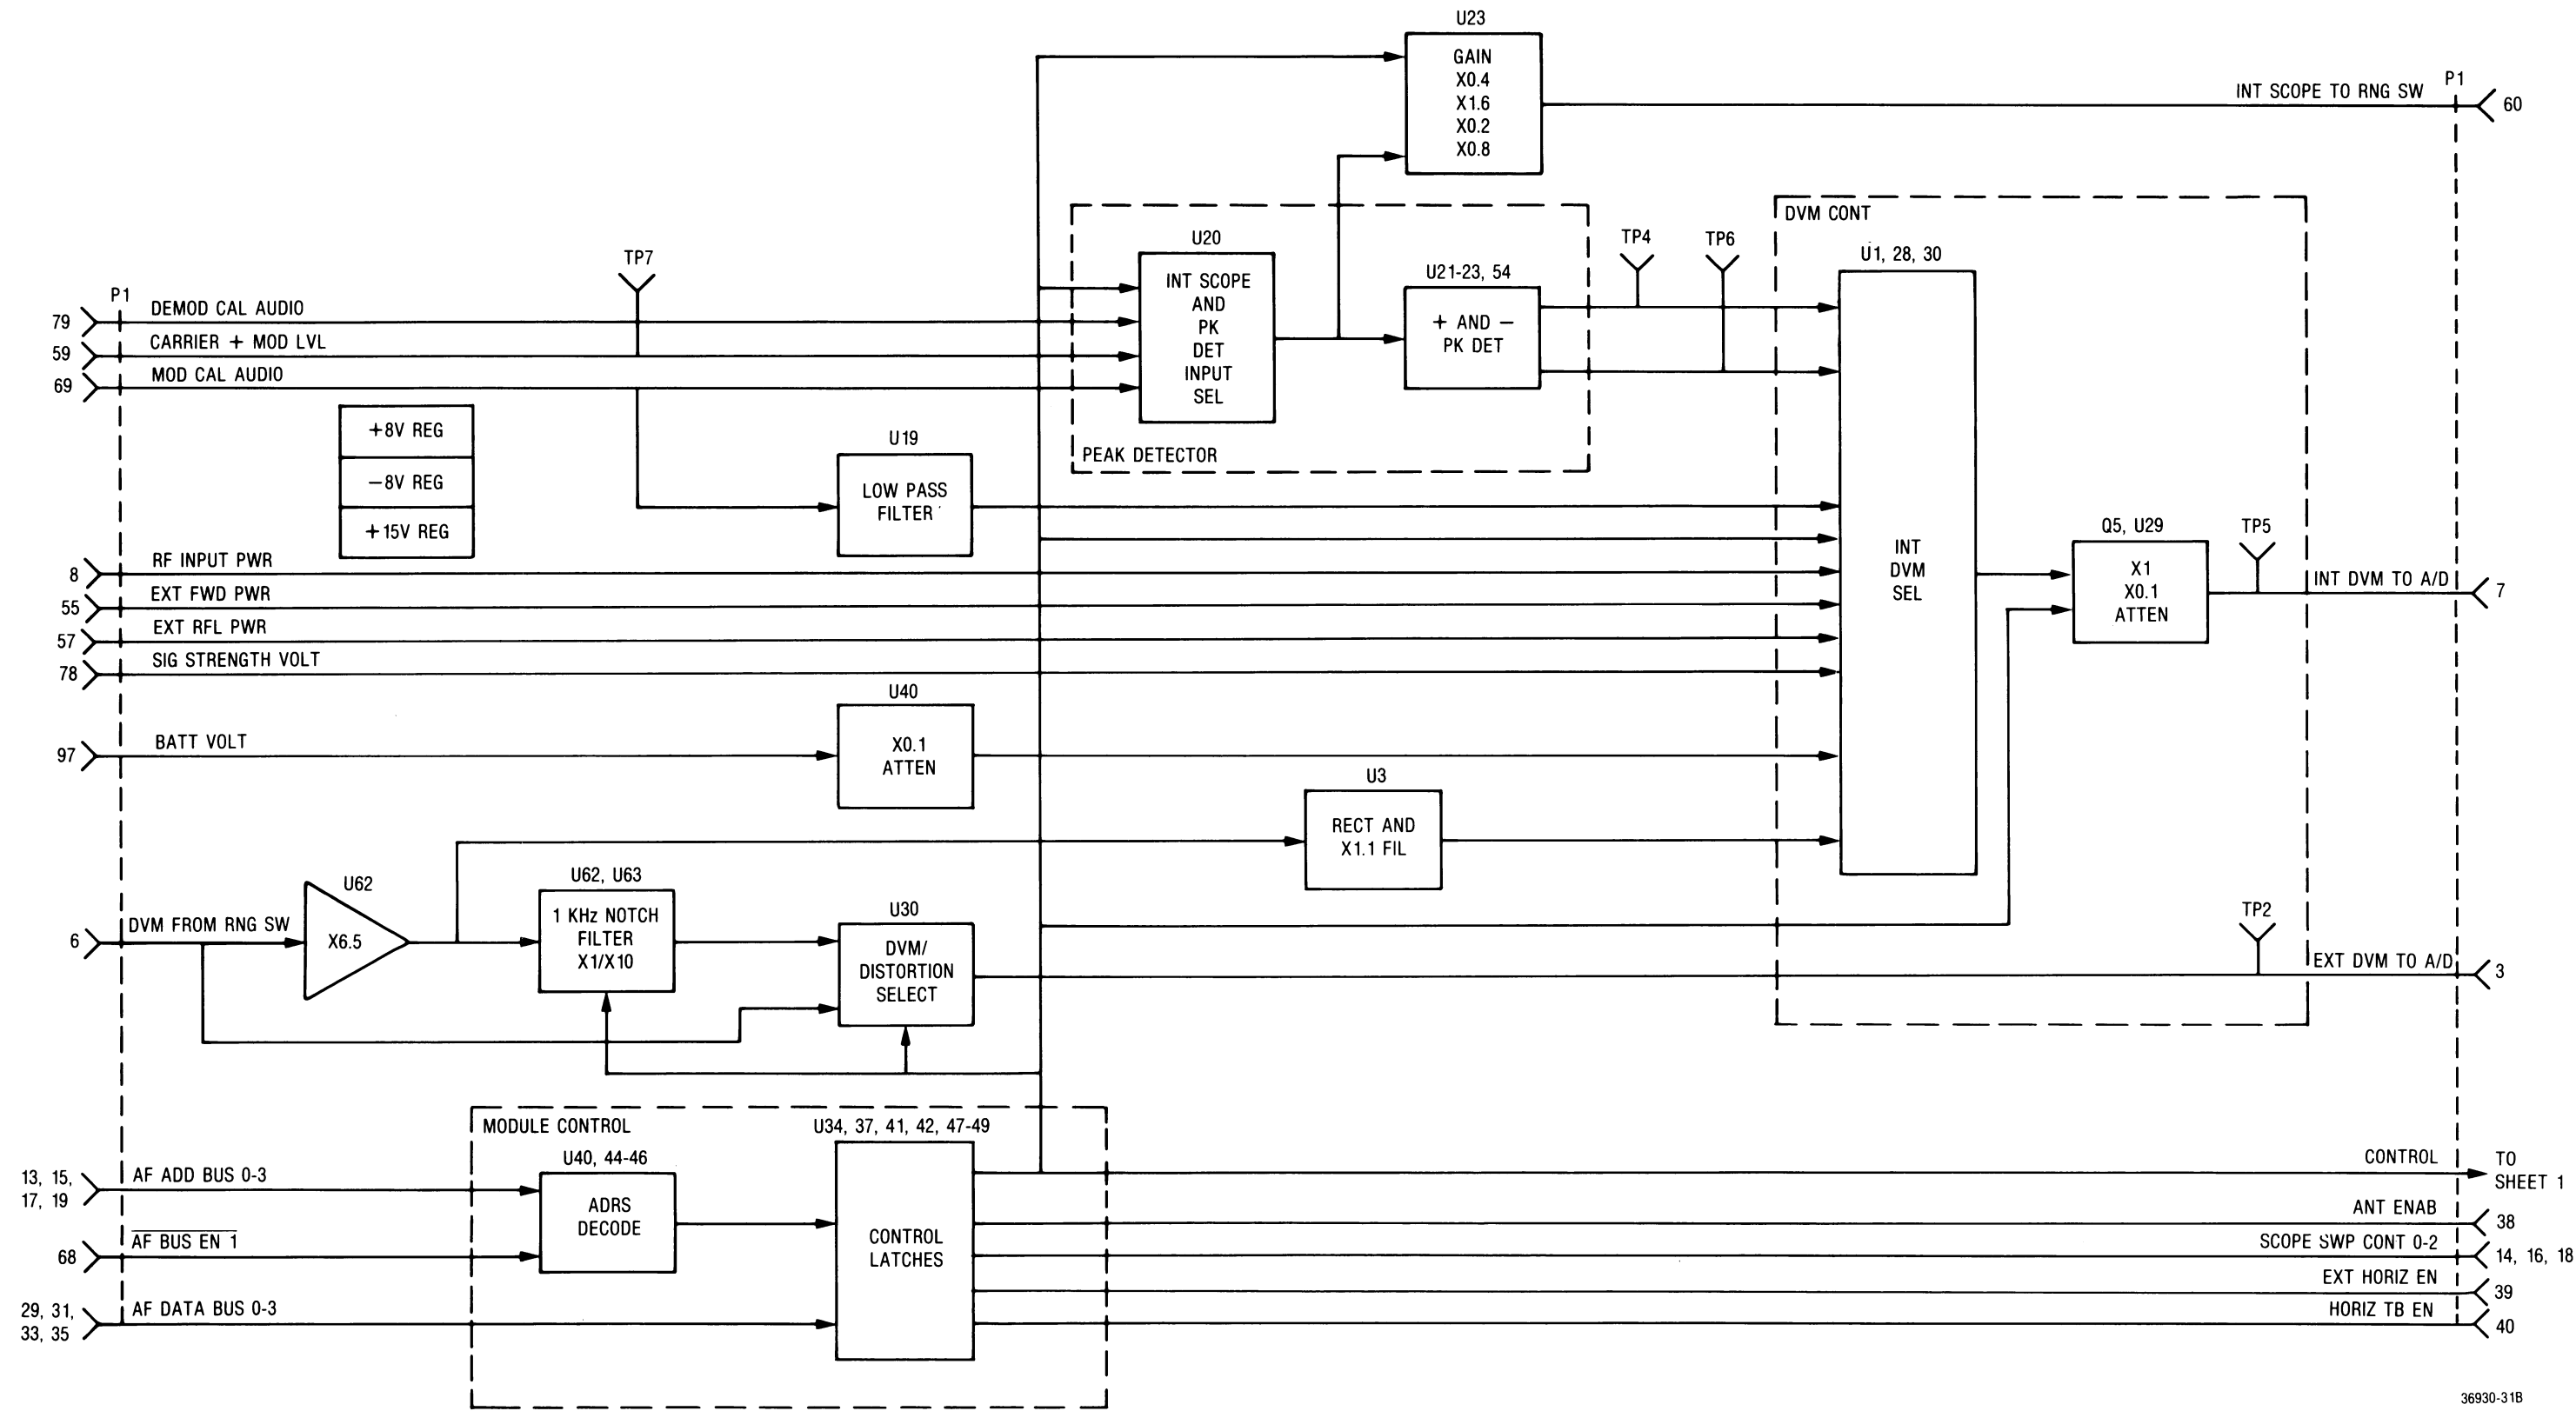 U23
GAIN
X0.4
X1.6
X0.2
X0.8
INT SCOPE TO RNG SW
P1
60
DVM CONT
TP7
U20
INT SCOPE
AND
PK
DET
INPUT
SEL
U21-23, 54
+ AND −
PK DET
TP4
TP6
U1, 28, 30
INT
DVM
SEL
P1
79
DEMOD CAL AUDIO
59
CARRIER + MOD LVL
69
MOD CAL AUDIO
PEAK DETECTOR
+8V REG
−8V REG
+15V REG
U19
LOW PASS
FILTER
Q5, U29
X1
X0.1
ATTEN
TP5
INT DVM TO A/D
7
8
RF INPUT PWR
55
EXT FWD PWR
57
EXT RFL PWR
78
SIG STRENGTH VOLT
U40
X0.1
ATTEN
97
BATT VOLT
U3
RECT AND
X1.1 FIL
6
DVM FROM RNG SW
U62
X6.5
U62, U63
1 KHz NOTCH
FILTER
X1/X10
U30
DVM/
DISTORTION
SELECT
TP2
EXT DVM TO A/D
3
MODULE CONTROL
U34, 37, 41, 42, 47-49
CONTROL
LATCHES
U40, 44-46
ADRS
DECODE
13, 15,
17, 19
AF ADD BUS 0-3
68
AF BUS EN 1
29, 31,
33, 35
AF DATA BUS 0-3
CONTROL
TO
SHEET 1
ANT ENAB
38
SCOPE SWP CONT 0-2
14, 16, 18
EXT HORIZ EN
39
HORIZ TB EN
40
36930-31B